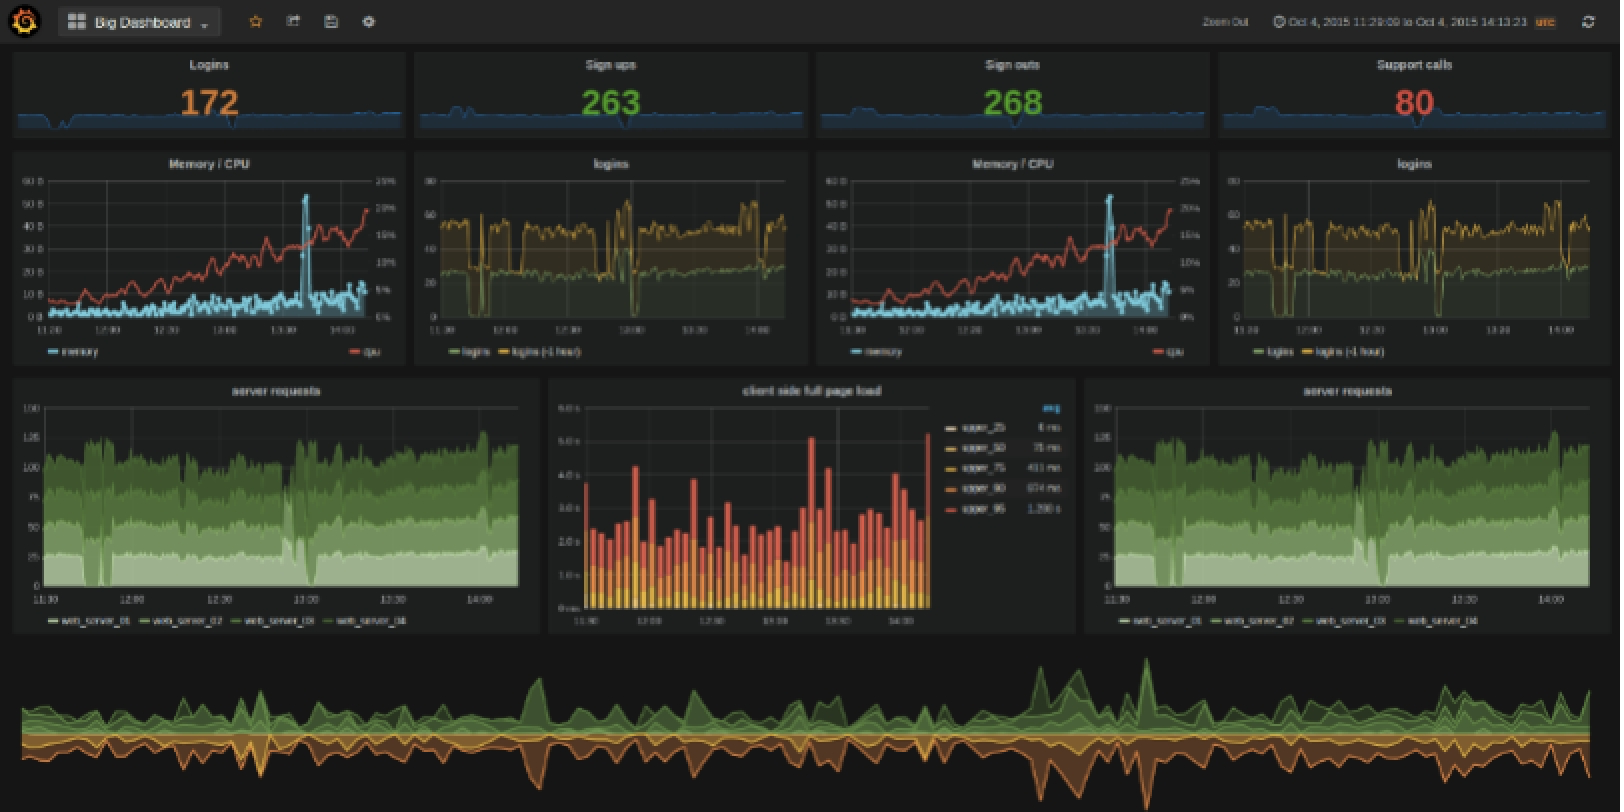 Big Dashboard
Zoom Out
Oct 4, 2015 11:29:09 to Oct 4, 2015 14:13:23 UTC
Logins
172
Sign ups
263
Sign outs
268
Support calls
80
Memory / CPU
60 B
50 B
40 B
30 B
20 B
10 B
0 B
25%
20%
15%
10%
5%
0%
11:30 12:00 12:30 13:00 13:30 14:00
memory cpu
logins
80
60
40
20
0
11:30 12:00 12:30 13:00 13:30 14:00
logins logins (-1 hour)
Memory / CPU
60 B
50 B
40 B
30 B
20 B
10 B
0 B
25%
20%
15%
10%
5%
0%
11:30 12:00 12:30 13:00 13:30 14:00
memory cpu
logins
80
60
40
20
0
11:30 12:00 12:30 13:00 13:30 14:00
logins logins (-1 hour)
server requests
150
125
100
75
50
25
0
11:30 12:00 12:30 13:00 13:30 14:00
web_server_01 web_server_02 web_server_03 web_server_04
client side full page load
6.0 s
5.0 s
4.0 s
3.0 s
2.0 s
1.0 s
0 ms
11:30 12:00 12:30 13:00 13:30 14:00
avg
upper_25
upper_50
upper_75
upper_90
upper_95
server requests
150
125
100
75
50
25
0
11:30 12:00 12:30 13:00 13:30 14:00
web_server_01 web_server_02 web_server_03 web_server_04